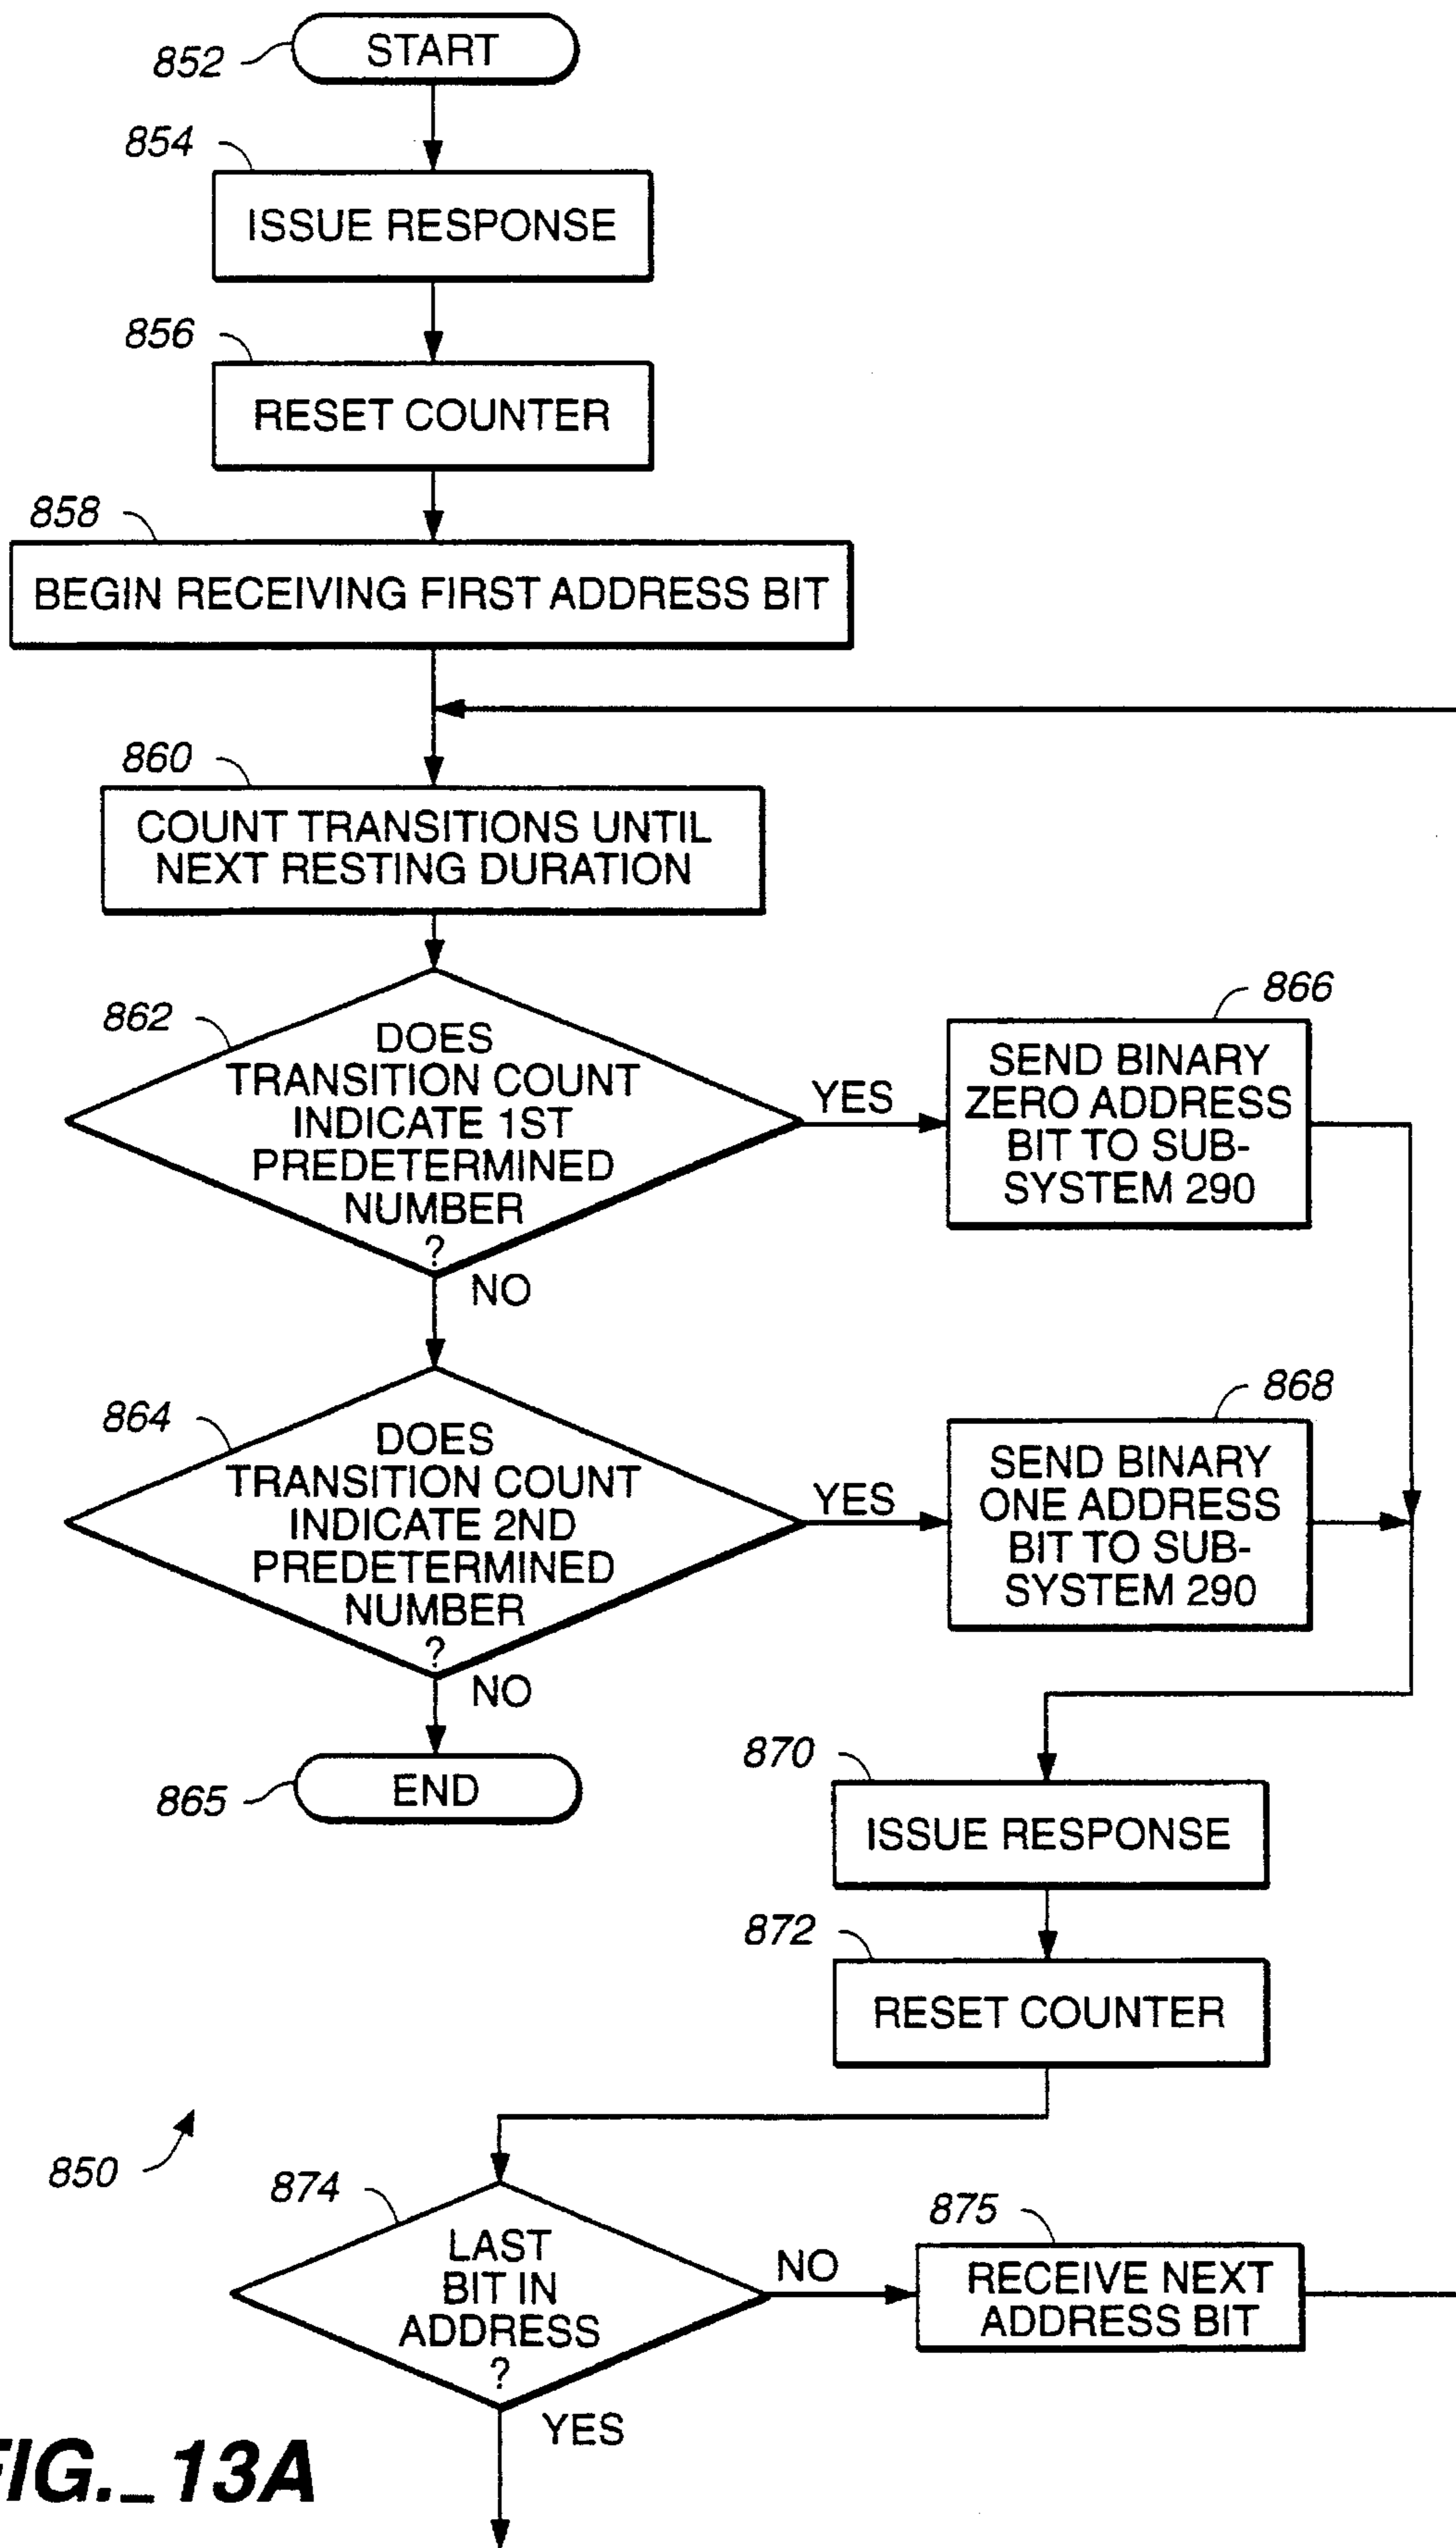 852
START
854
ISSUE RESPONSE
856
RESET COUNTER
858
BEGIN RECEIVING FIRST ADDRESS BIT
860
COUNT TRANSITIONS UNTIL
NEXT RESTING DURATION
862
DOES
TRANSITION COUNT
INDICATE 1ST
PREDETERMINED
NUMBER
?
YES
NO
866
SEND BINARY
ZERO ADDRESS
BIT TO SUB-
SYSTEM 290
864
DOES
TRANSITION COUNT
INDICATE 2ND
PREDETERMINED
NUMBER
?
YES
NO
868
SEND BINARY
ONE ADDRESS
BIT TO SUB-
SYSTEM 290
865
END
870
ISSUE RESPONSE
872
RESET COUNTER
850
874
LAST
BIT IN
ADDRESS
?
NO
875
RECEIVE NEXT
ADDRESS BIT
YES
FIG._13A